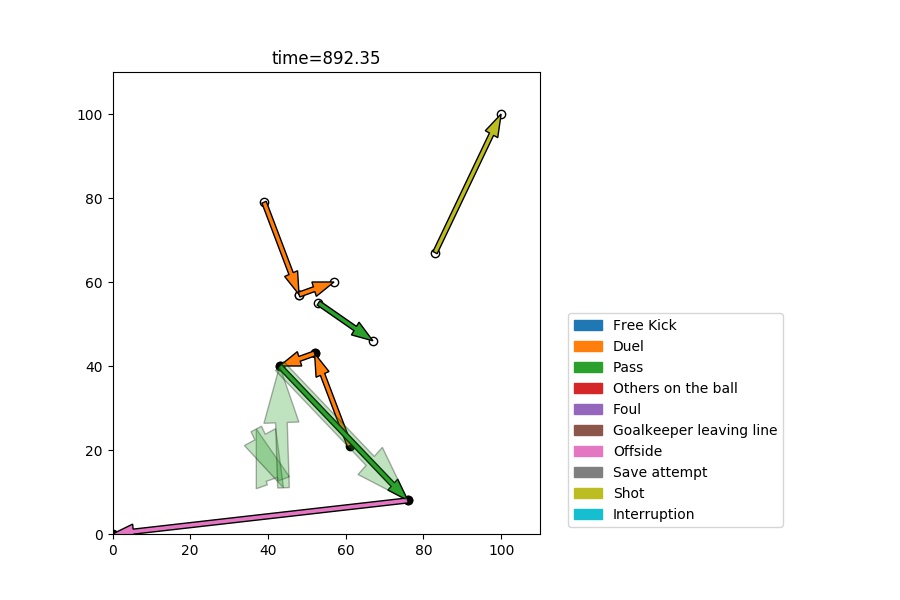 time=892.35
100
80
60
40
20
0
0 20 40 60 80 100
Free Kick
Duel
Pass
Others on the ball
Foul
Goalkeeper leaving line
Offside
Save attempt
Shot
Interruption